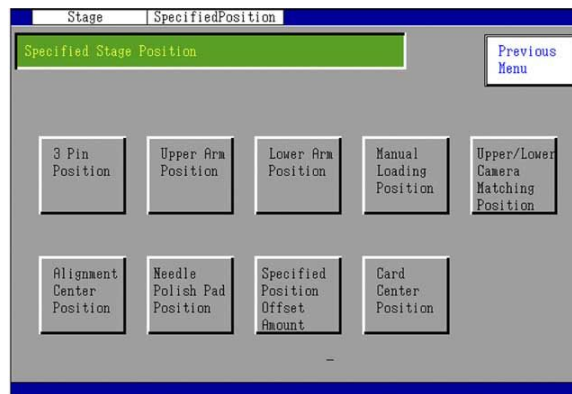 Stage SpecifiedPosition
Specified Stage Position
Previous
Menu
3 Pin
Position
Upper Arm
Position
Lower Arm
Position
Manual
Loading
Position
Upper/Lower
Camera
Matching
Position
Alignment
Center
Position
Needle
Polish Pad
Position
Specified
Position
Offset
Amount
Card
Center
Position